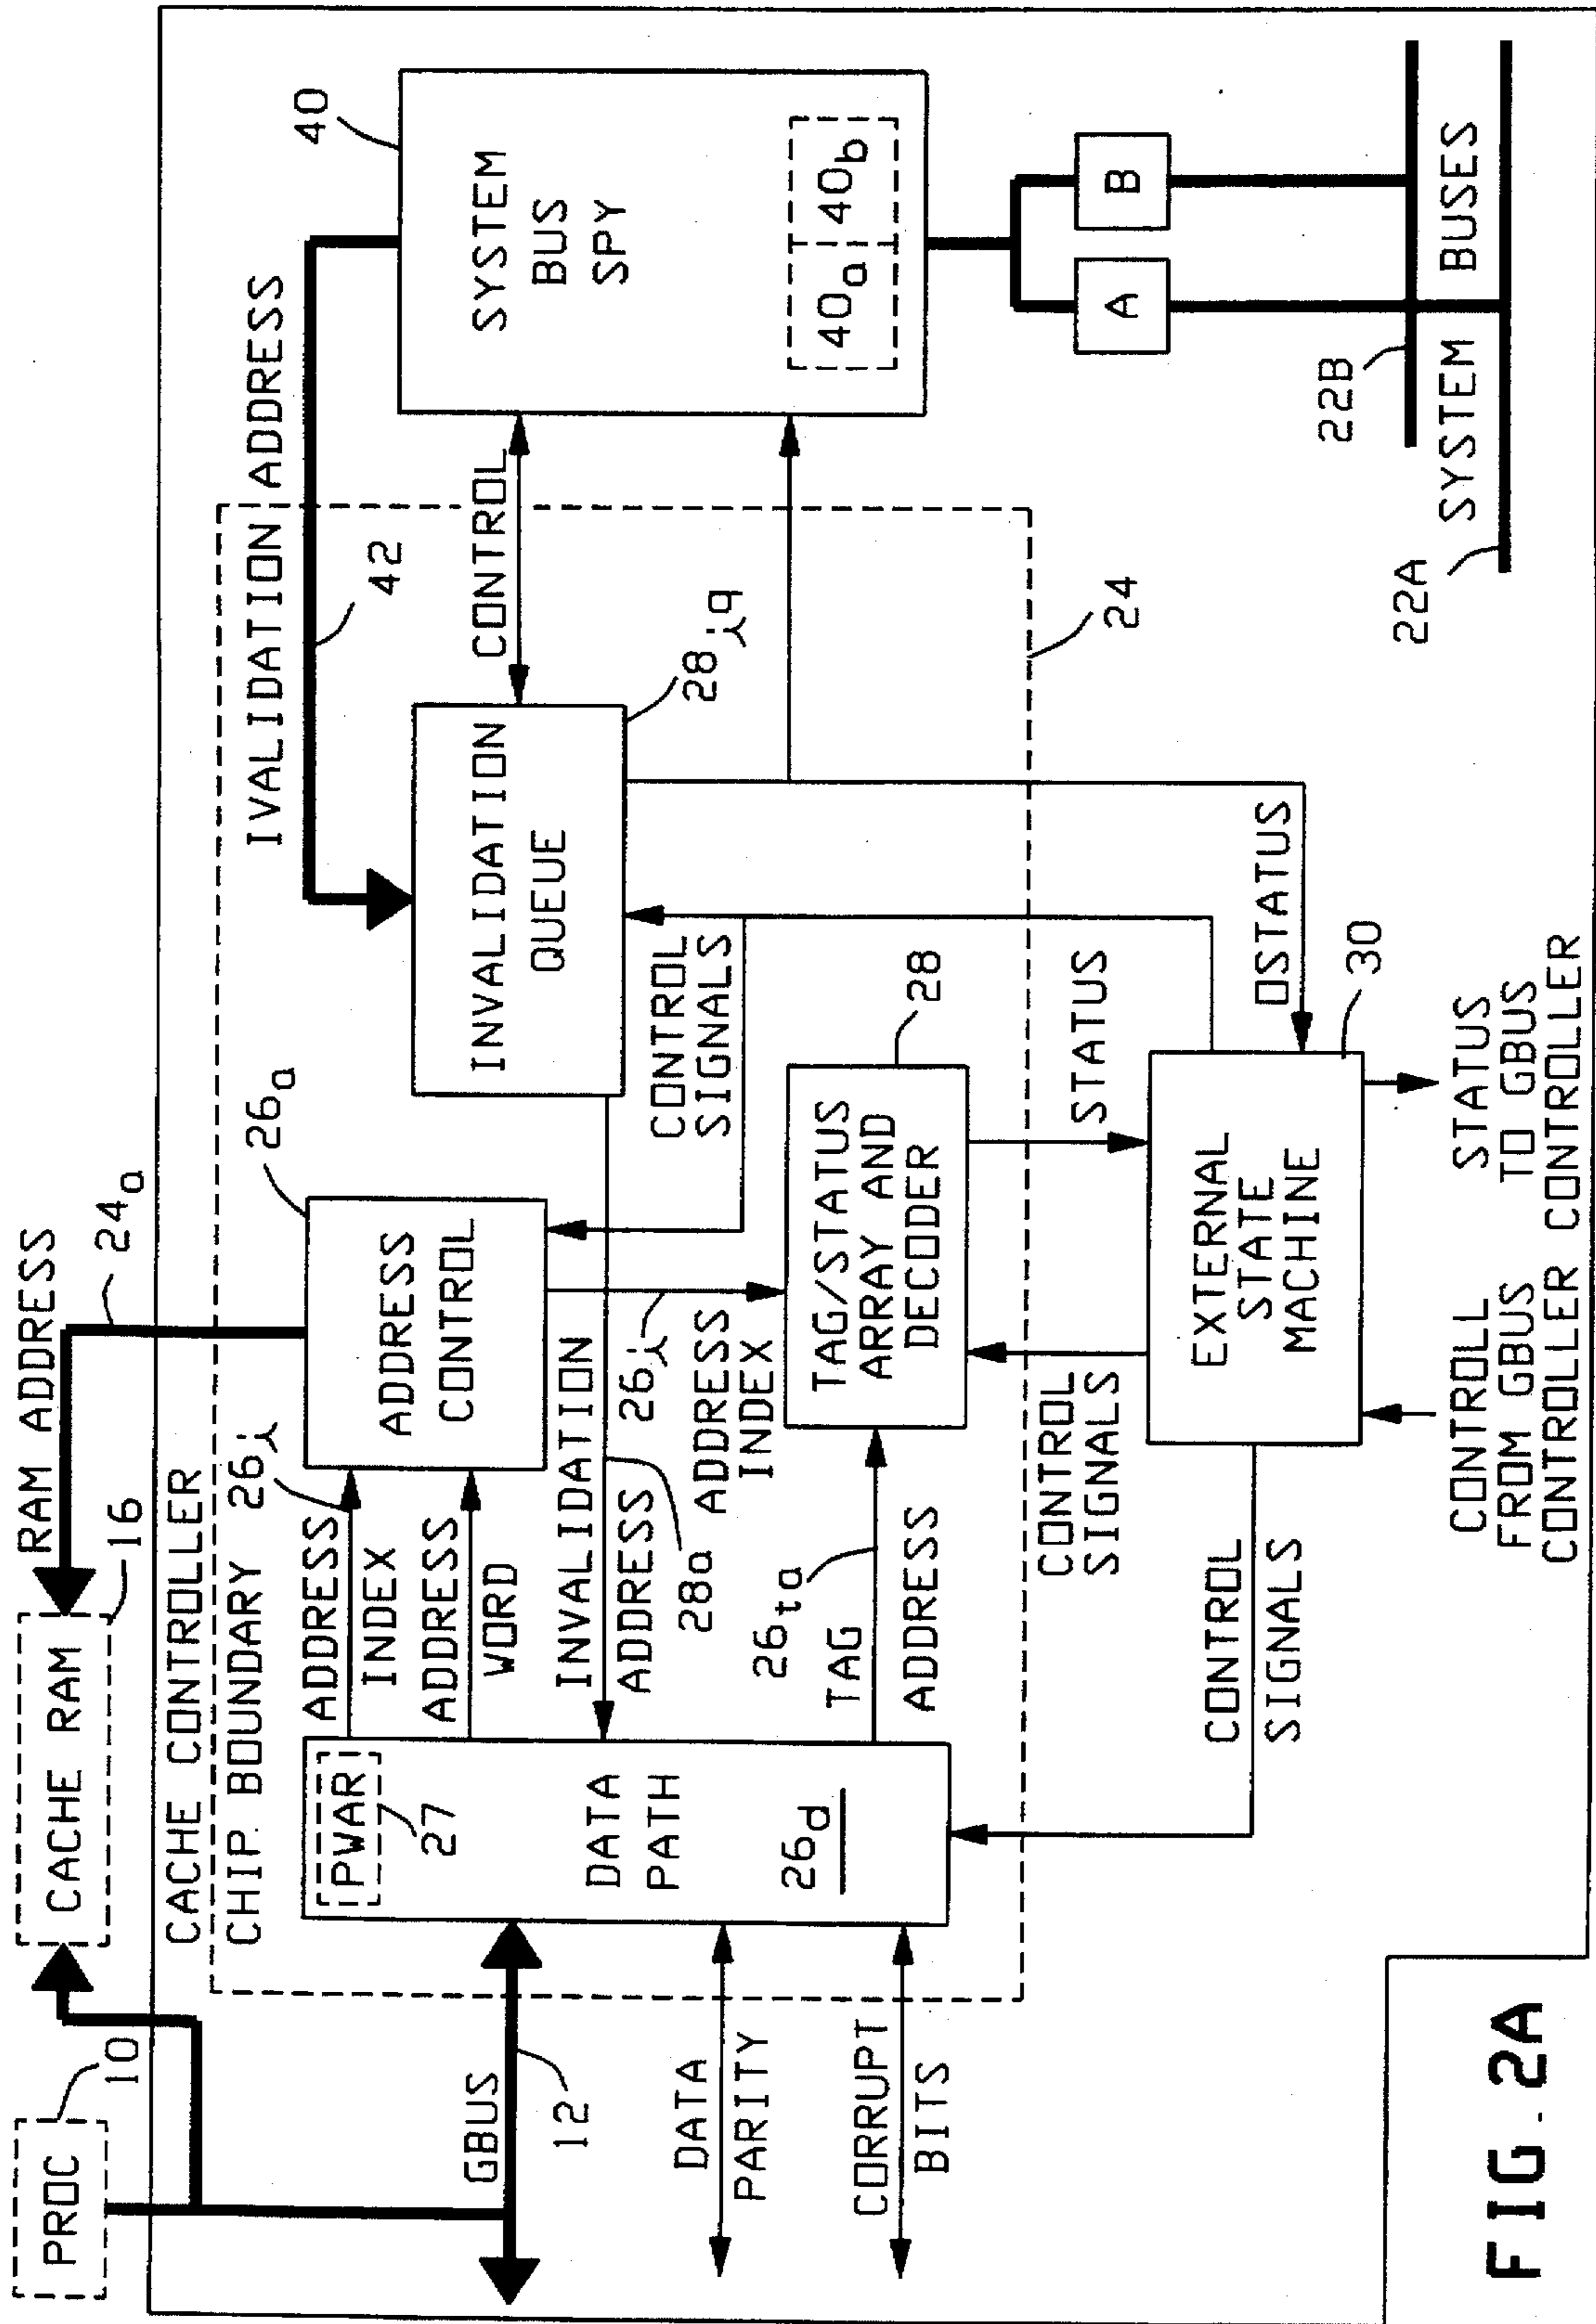 PROC
10
CACHE RAM
16
RAM ADDRESS
24a
CACHE CONTROLLER
CHIP BOUNDARY
26i
IVALIDATION ADDRESS
42
40
SYSTEM
BUS
SPY
40a
40b
GBUS
12
DATA
PARITY
CORRUPT
BITS
PWAR
27
DATA
PATH
26d
ADDRESS
INDEX
ADDRESS
WORD
INVALIDATION
ADDRESS
28a
26ta
TAG
ADDRESS
26a
ADDRESS
CONTROL
26i
ADDRESS
INDEX
INVALIDATION
QUEUE
28iq
CONTROL
CONTROL
SIGNALS
TAG/STATUS
ARRAY AND
DECODER
28
24
CONTROL
SIGNALS
STATUS
OSTATUS
CONTROL
SIGNALS
EXTERNAL
STATE
MACHINE
30
CONTROLL
FROM GBUS
CONTROLLER
STATUS
TO GBUS
CONTROLLER
A
B
22B
SYSTEM BUSES
22A
FIG. 2A